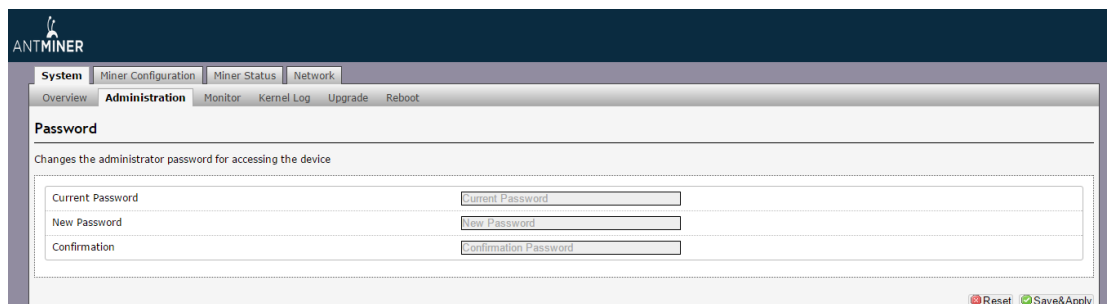 ANTMINER
System Miner Configuration Miner Status Network
Overview Administration Monitor Kernel Log Upgrade Reboot
Password
Changes the administrator password for accessing the device
Current Password Current Password
New Password New Password
Confirmation Confirmation Password
Reset Save&Apply